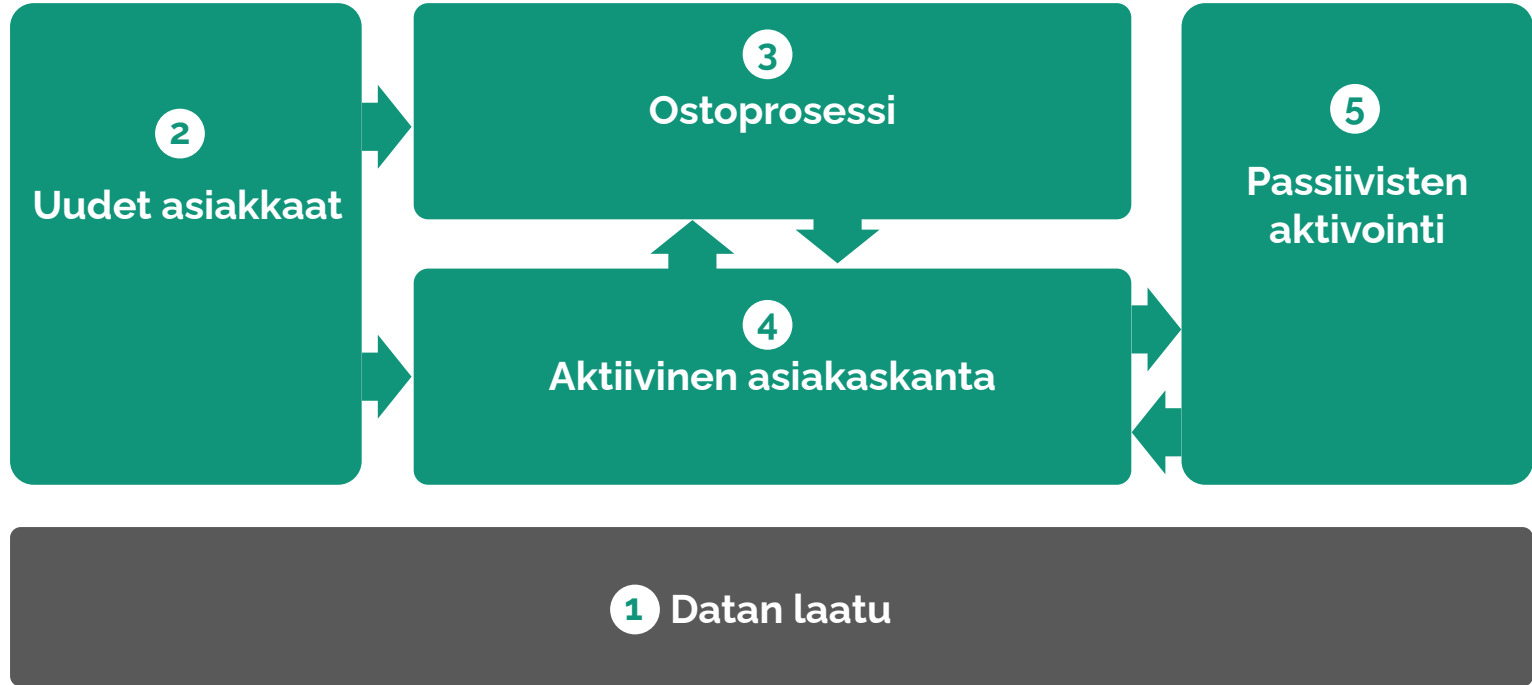 2
Uudet asiakkaat
3
Ostoprosessi
4
Aktiivinen asiakaskanta
5
Passiivisten
aktivointi
1 Datan laatu